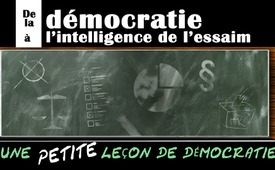 De la démocratie
à l'intelligence de l'essaim
§
UNE PETITE LEÇON DE DÉMOCRATIE